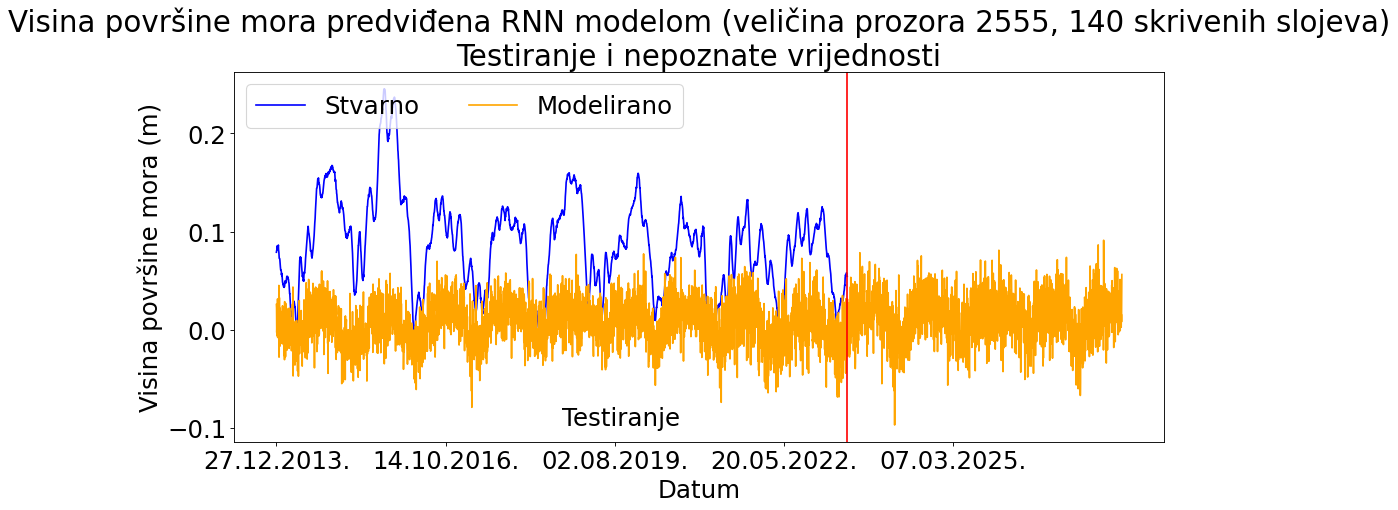 Visina površine mora predviđena RNN modelom (veličina prozora 2555, 140 skrivenih slojeva)
Testiranje i nepoznate vrijednosti
Stvarno Modelirano
Visina površine mora (m)
0.2
0.1
0.0
−0.1
Testiranje
27.12.2013. 14.10.2016. 02.08.2019. 20.05.2022. 07.03.2025.
Datum